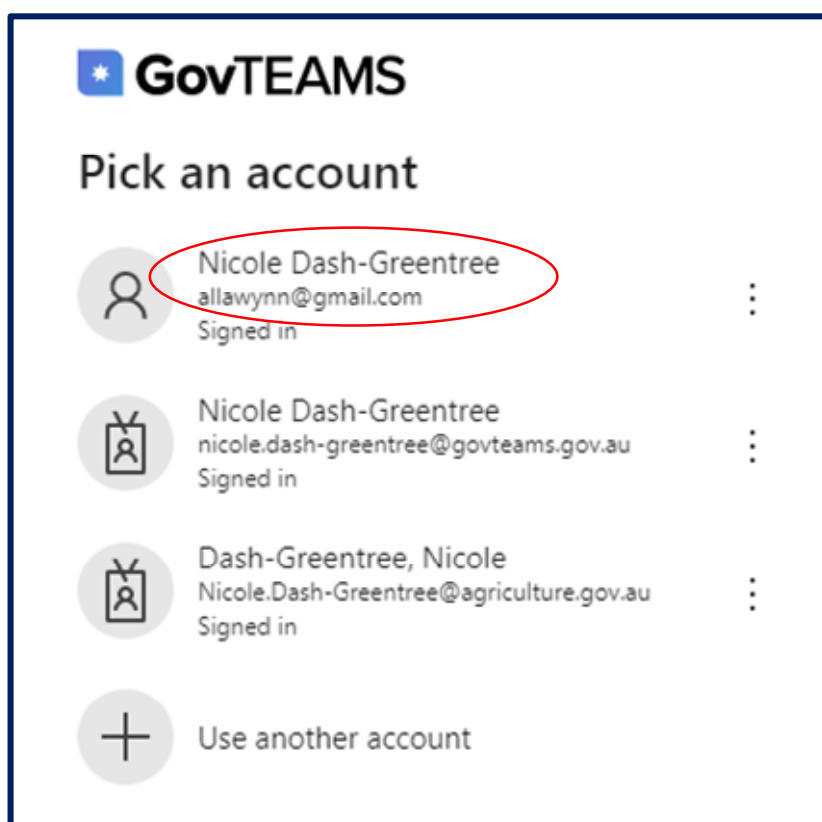 GovTEAMS
Pick an account
Nicole Dash-Greentree
allawynn@gmail.com
Signed in
Nicole Dash-Greentree
nicole.dash-greentree@govteams.gov.au
Signed in
Dash-Greentree, Nicole
Nicole.Dash-Greentree@agriculture.gov.au
Signed in
Use another account